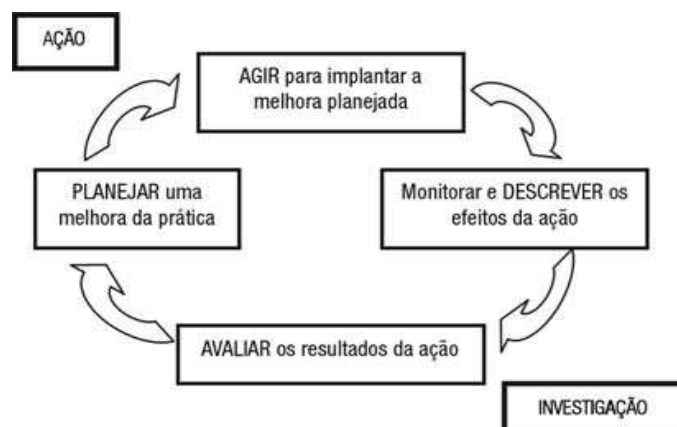 AÇÃO
AGIR para implantar a
melhora planejada
PLANEJAR uma
melhora da prática
Monitorar e DESCREVER os
efeitos da ação
AVALIAR os resultados da ação
INVESTIGAÇÃO